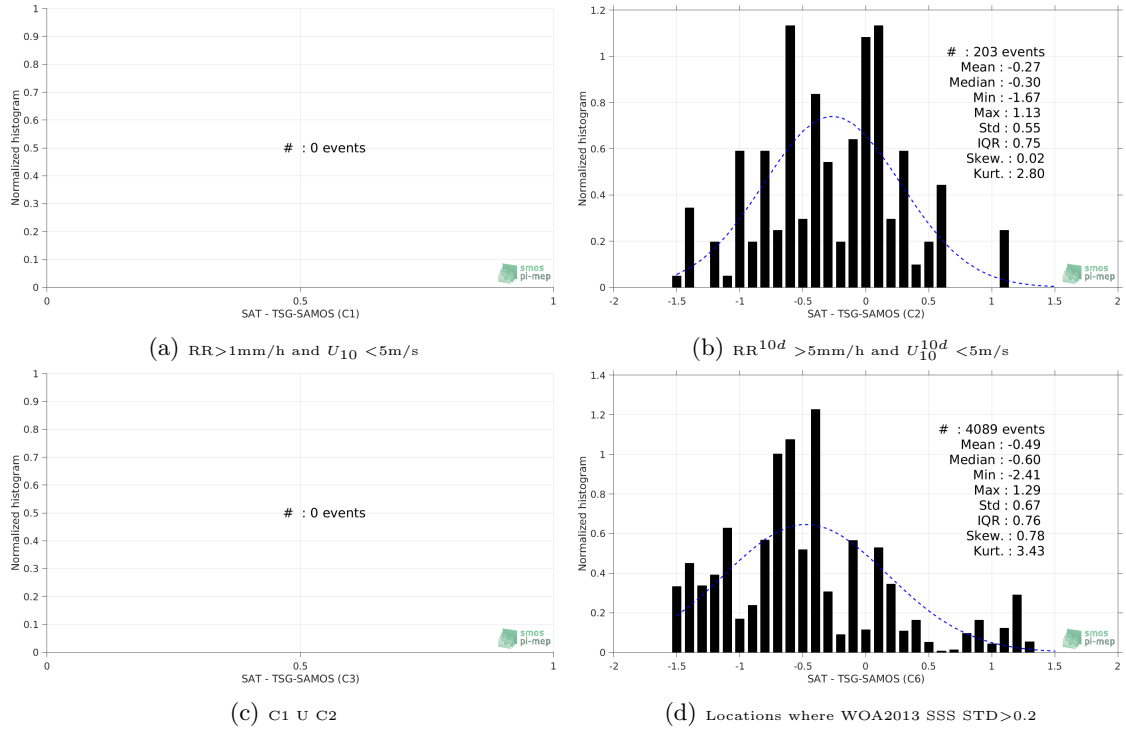 1
0.9
0.8
0.7
0.6
0.5
0.4
0.3
0.2
0.1
0
Normalized histogram
# : 0 events
smos
pi-mep
0 0.5 1
SAT - TSG-SAMOS (C1)
(a) RR>1mm/h and U10 <5m/s
1.2
1
0.8
0.6
0.4
0.2
0
Normalized histogram
# : 203 events
Mean : -0.27
Median : -0.30
Min : -1.67
Max : 1.13
Std : 0.55
IQR : 0.75
Skew. : 0.02
Kurt. : 2.80
smos
pi-mep
-2 -1.5 -1 -0.5 0 0.5 1 1.5 2
SAT - TSG-SAMOS (C2)
(b) RR^10d >5mm/h and U10^10d <5m/s
1
0.9
0.8
0.7
0.6
0.5
0.4
0.3
0.2
0.1
0
Normalized histogram
# : 0 events
smos
pi-mep
0 0.5 1
SAT - TSG-SAMOS (C3)
(c) C1 U C2
1.4
1.2
1
0.8
0.6
0.4
0.2
0
Normalized histogram
# : 4089 events
Mean : -0.49
Median : -0.60
Min : -2.41
Max : 1.29
Std : 0.67
IQR : 0.76
Skew. : 0.78
Kurt. : 3.43
smos
pi-mep
-2 -1.5 -1 -0.5 0 0.5 1 1.5 2
SAT - TSG-SAMOS (C6)
(d) Locations where WOA2013 SSS STD>0.2